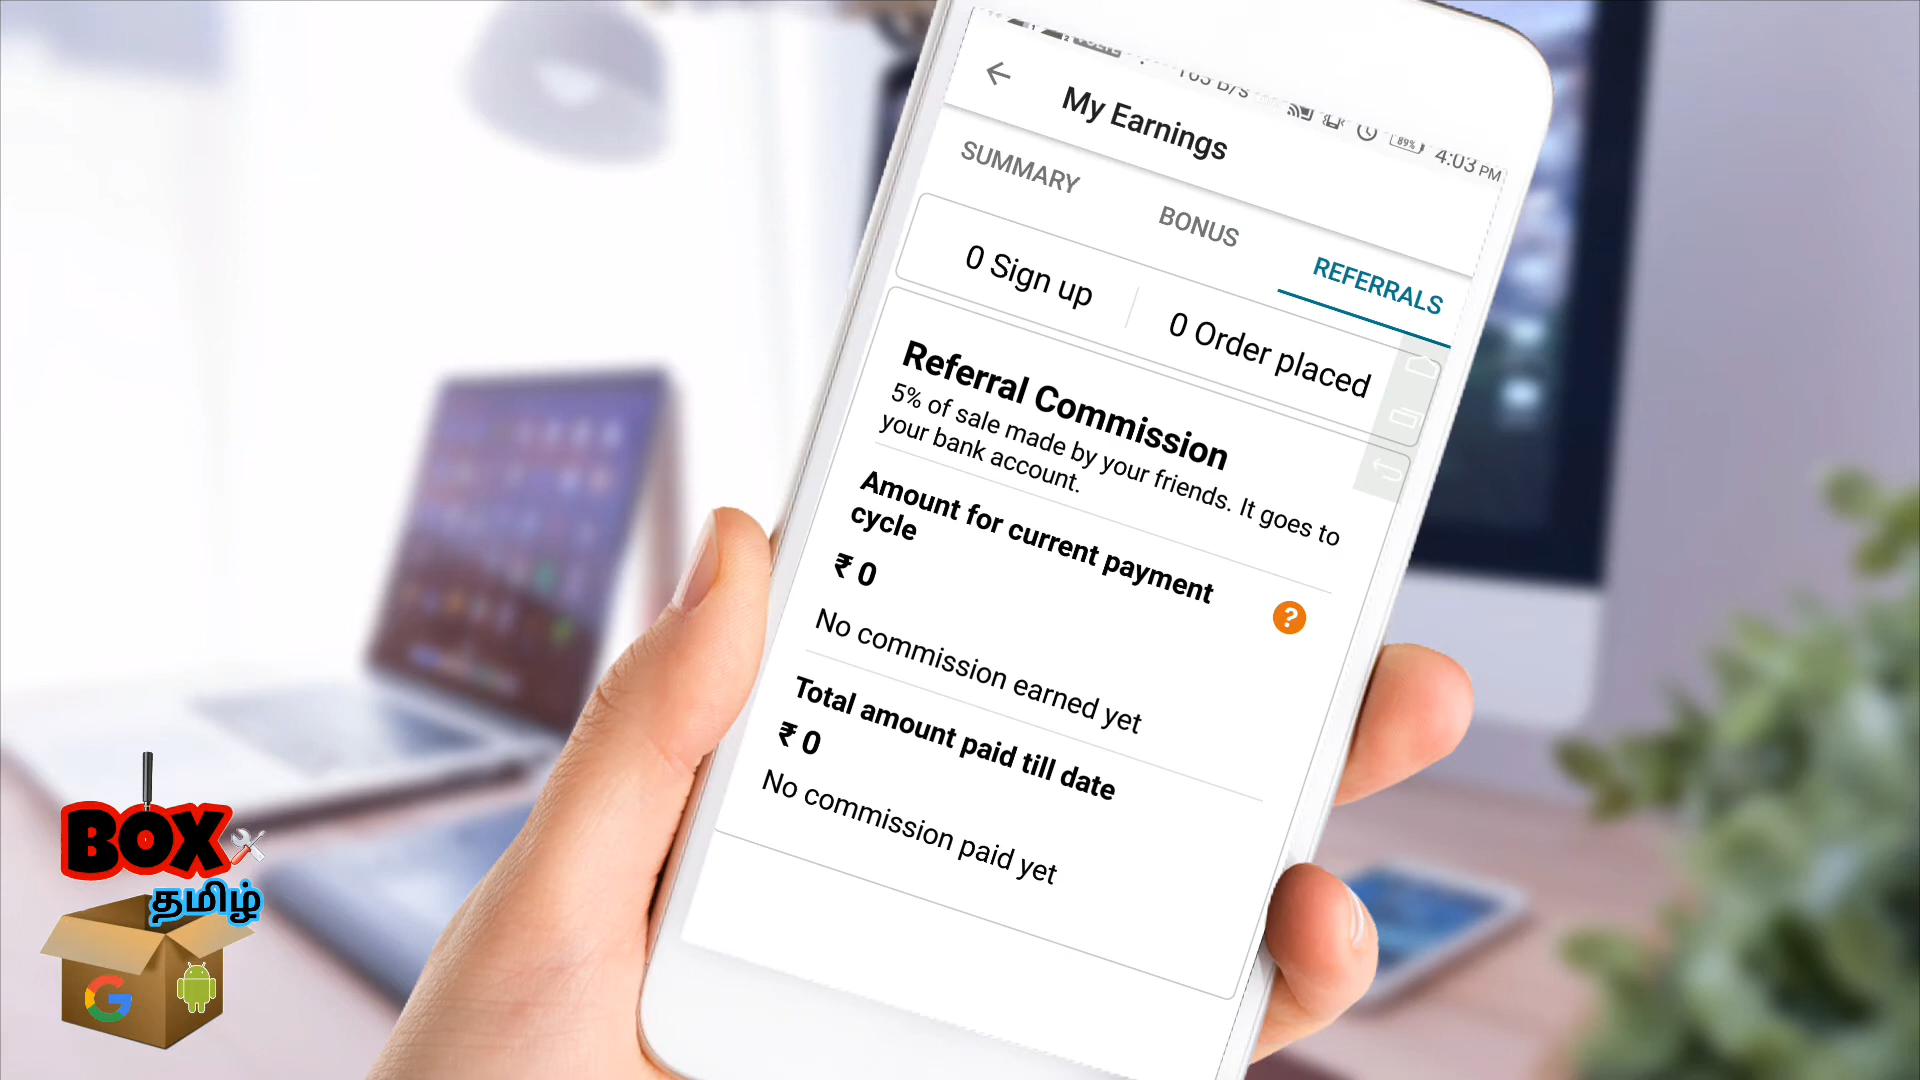 103 B/s 89% 4:03 PM
My Earnings
SUMMARY
BONUS
REFERRALS
0 Sign up
0 Order placed
Referral Commission
5% of sale made by your friends. It goes to
your bank account.
Amount for current payment
cycle
?
₹ 0
No commission earned yet
Total amount paid till date
₹ 0
No commission paid yet
BOX
தமிழ்
G